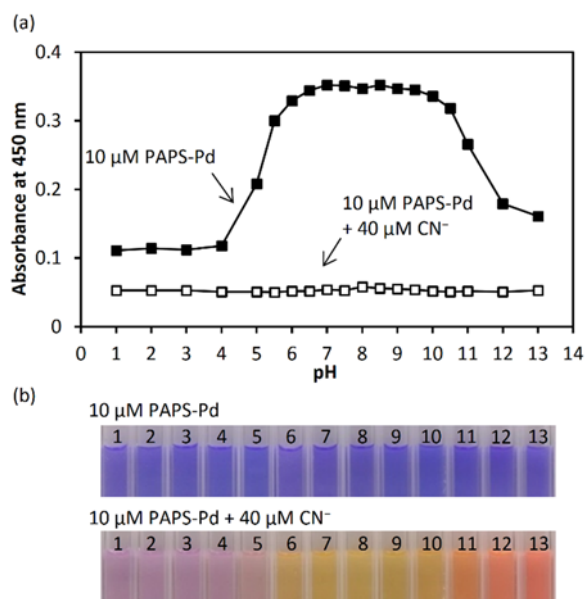 (a)
Absorbance at 450 nm
0.4
0.3
0.2
0.1
0
10 μM PAPS-Pd
10 μM PAPS-Pd
+ 40 μM CN⁻
0 1 2 3 4 5 6 7 8 9 10 11 12 13 14
pH
(b)
10 μM PAPS-Pd
1 2 3 4 5 6 7 8 9 10 11 12 13
10 μM PAPS-Pd + 40 μM CN⁻
1 2 3 4 5 6 7 8 9 10 11 12 13